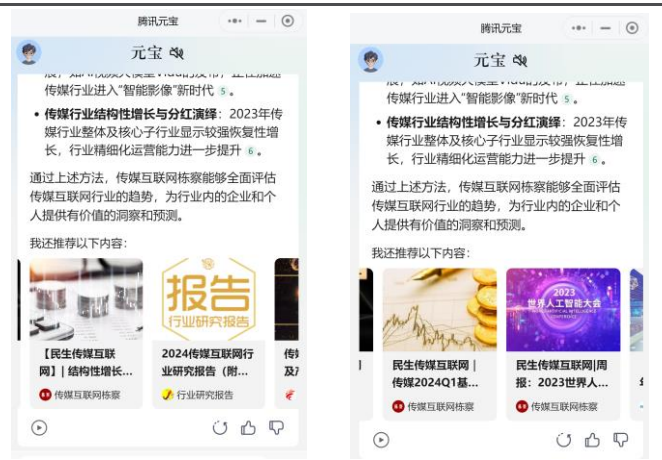 腾讯元宝
元宝
传媒行业进入“智能影像”新时代 5 。
• 传媒行业结构性增长与分红演绎：2023年传
媒行业整体及核心子行业显示较强恢复性增
长，行业精细化运营能力进一步提升 6 。
通过上述方法，传媒互联网栋察能够全面评估
传媒互联网行业的趋势，为行业内的企业和个
人提供有价值的洞察和预测。
我还推荐以下内容：
报告
行业研究报告
【民生传媒互联
网】| 结构性增长...
传媒互联网栋察
2024传媒互联网行
业研究报告（附...
行业研究报告
腾讯元宝
元宝
传媒行业进入“智能影像”新时代 5 。
• 传媒行业结构性增长与分红演绎：2023年传
媒行业整体及核心子行业显示较强恢复性增
长，行业精细化运营能力进一步提升 6 。
通过上述方法，传媒互联网栋察能够全面评估
传媒互联网行业的趋势，为行业内的企业和个
人提供有价值的洞察和预测。
我还推荐以下内容：
民生传媒互联网 |
传媒2024Q1基...
传媒互联网栋察
2023
世界人工智能大会
民生传媒互联网|周
报：2023世界人...
传媒互联网栋察